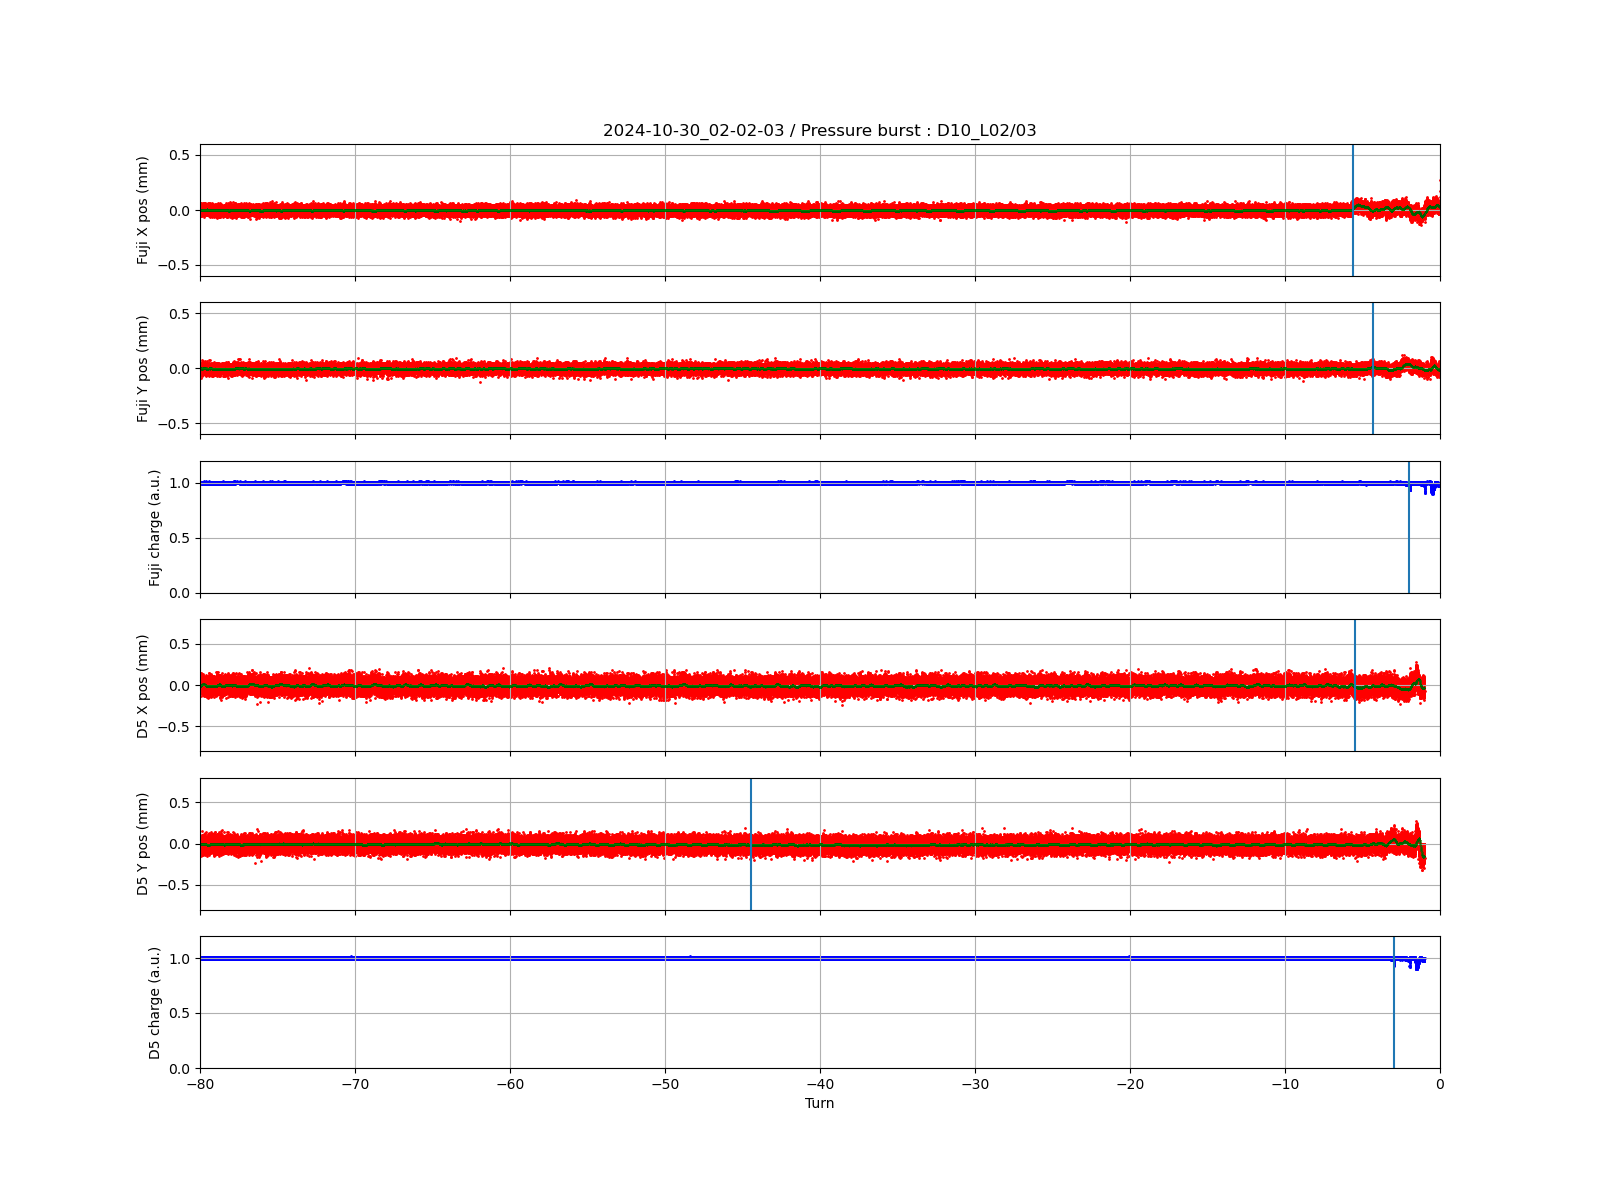 2024-10-30_02-02-03 / Pressure burst : D10_L02/03
Fuji X pos (mm)
0.5
0.0
−0.5
Fuji Y pos (mm)
0.5
0.0
−0.5
Fuji charge (a.u.)
1.0
0.5
0.0
D5 X pos (mm)
0.5
0.0
−0.5
D5 Y pos (mm)
0.5
0.0
−0.5
D5 charge (a.u.)
1.0
0.5
0.0
−80 −70 −60 −50 −40 −30 −20 −10 0
Turn